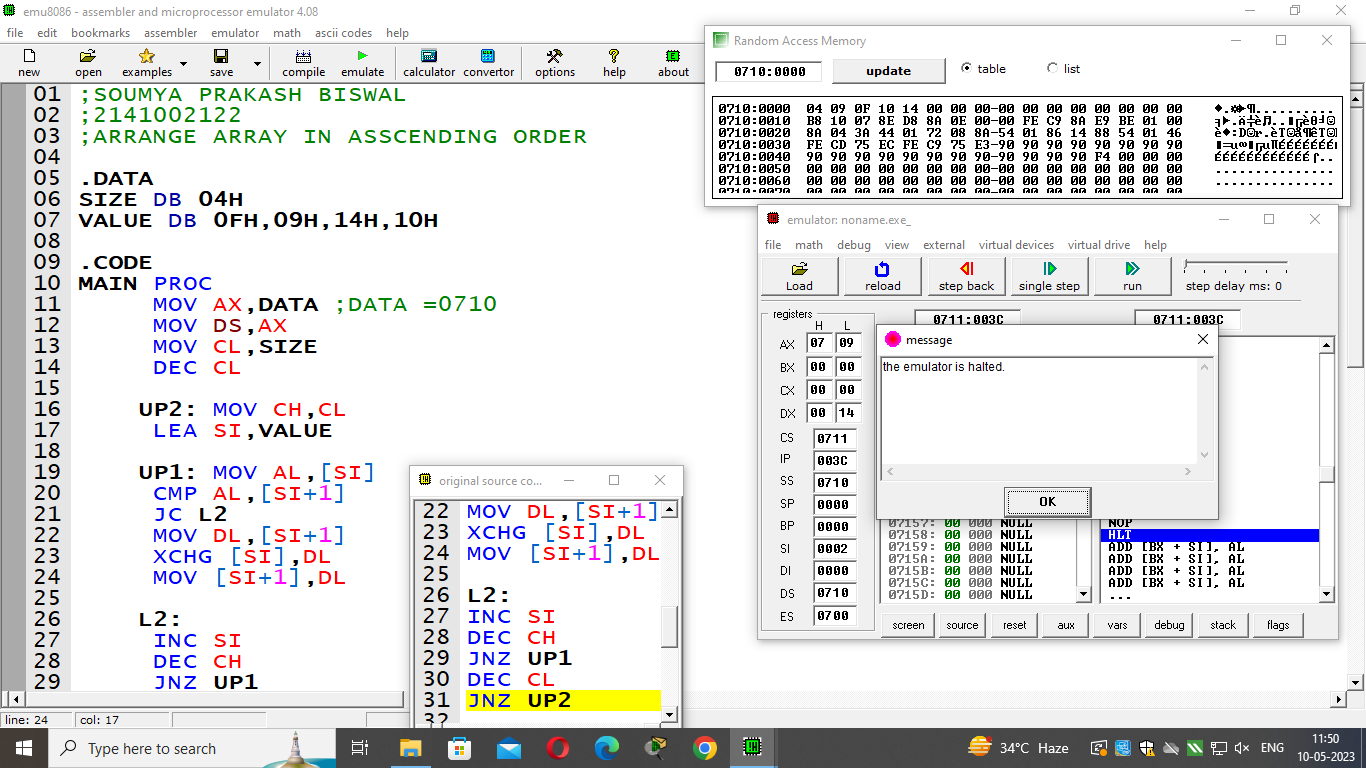 emu8086 - assembler and microprocessor emulator 4.08
file edit bookmarks assembler emulator math ascii codes help
new open examples save compile emulate calculator convertor options help about
01 ;SOUMYA PRAKASH BISWAL
02 ;2141002122
03 ;ARRANGE ARRAY IN ASSCENDING ORDER
04
05 .DATA
06 SIZE DB 04H
07 VALUE DB 0FH,09H,14H,10H
08
09 .CODE
10 MAIN PROC
11 MOV AX,DATA ;DATA =0710
12 MOV DS,AX
13 MOV CL,SIZE
14 DEC CL
15
16 UP2: MOV CH,CL
17 LEA SI,VALUE
18
19 UP1: MOV AL,[SI]
20 CMP AL,[SI+1]
21 JC L2
22 MOV DL,[SI+1]
23 XCHG [SI],DL
24 MOV [SI+1],DL
25
26 L2:
27 INC SI
28 DEC CH
29 JNZ UP1
line: 24 col: 17
Random Access Memory
0710:0000 update table list
0710:0000 04 09 0F 10 14 00 00 00-00 00 00 00 00 00 00 00
0710:0010 B8 10 07 8E D8 8A 0E 00-00 FE C9 8A E9 BE 01 00
0710:0020 8A 04 3A 44 01 72 08 8A-54 01 86 14 88 54 01 46
0710:0030 FE CD 75 EC FE C9 75 E3-90 90 90 90 90 90 90 90
0710:0040 90 90 90 90 90 90 90 90-90 90 90 90 F4 00 00 00
0710:0050 00 00 00 00 00 00 00 00-00 00 00 00 00 00 00 00
0710:0060 00 00 00 00 00 00 00 00-00 00 00 00 00 00 00 00
emulator: noname.exe_
file math debug view external virtual devices virtual drive help
Load reload step back single step run step delay ms: 0
registers
H L
0711:003C 0711:003C
AX 07 09
BX 00 00
CX 00 00
DX 00 14
CS 0711
IP 003C
SS 0710
SP 0000
BP 0000
SI 0002
DI 0000
DS 0710
ES 0700
message
the emulator is halted.
OK
07157: 00 000 NULL
07158: 00 000 NULL
07159: 00 000 NULL
0715A: 00 000 NULL
0715B: 00 000 NULL
0715C: 00 000 NULL
0715D: 00 000 NULL
NOP
HLT
ADD [BX + SI], AL
ADD [BX + SI], AL
ADD [BX + SI], AL
ADD [BX + SI], AL
...
screen source reset aux vars debug stack flags
original source co...
22 MOV DL,[SI+1]
23 XCHG [SI],DL
24 MOV [SI+1],DL
25
26 L2:
27 INC SI
28 DEC CH
29 JNZ UP1
30 DEC CL
31 JNZ UP2
32
Type here to search
34°C Haze
ENG
11:50
10-05-2023